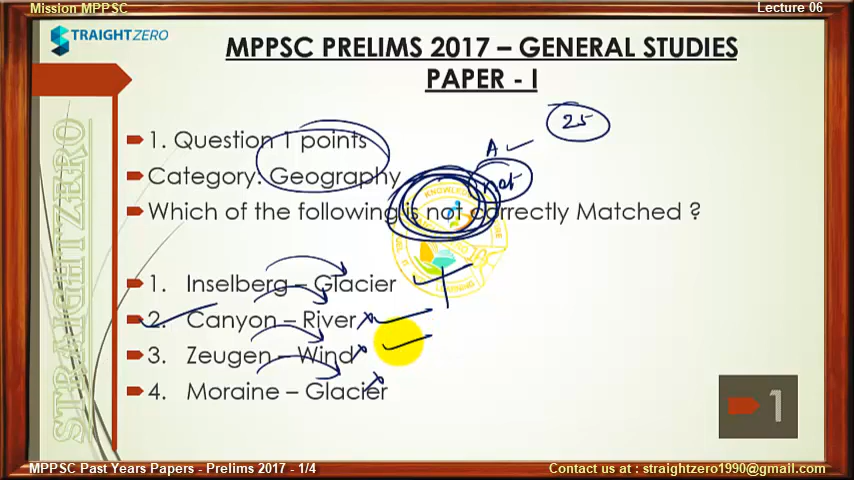 Mission MPPSC
Lecture 06
STRAIGHTZERO
MPPSC PRELIMS 2017 – GENERAL STUDIES
PAPER - I
25
1. Question 1 points
A
Category: Geography
not
Which of the following is not correctly Matched ?
1. Inselberg – Glacier
2. Canyon – River
3. Zeugen – Wind
4. Moraine – Glacier
STRAIGHTZERO
1
MPPSC Past Years Papers - Prelims 2017 - 1/4
Contact us at : straightzero1990@gmail.com